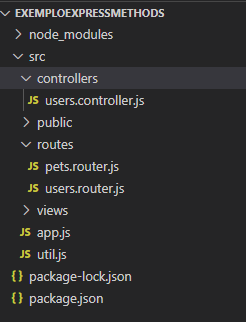 EXEMPLOEXPRESSMETHODS
node_modules
src
controllers
JS users.controller.js
public
routes
JS pets.router.js
JS users.router.js
views
JS app.js
JS util.js
{} package-lock.json
{} package.json